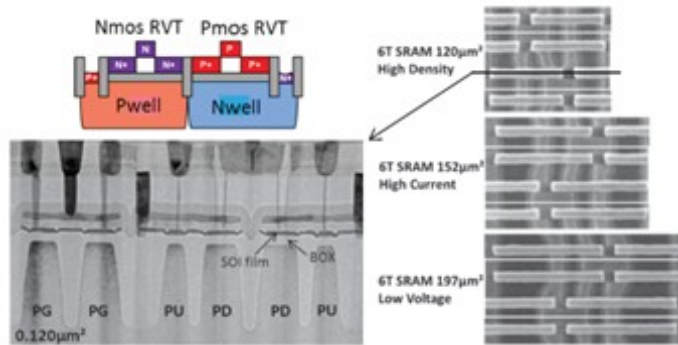 Nmos RVT Pmos RVT
N P
P+ N+ N+ P+ P+ N+
Pwell Nwell
SOI film BOX
PG PG PU PD PD PU
0.120µm²
6T SRAM 120µm²
High Density
6T SRAM 152µm²
High Current
6T SRAM 197µm²
Low Voltage